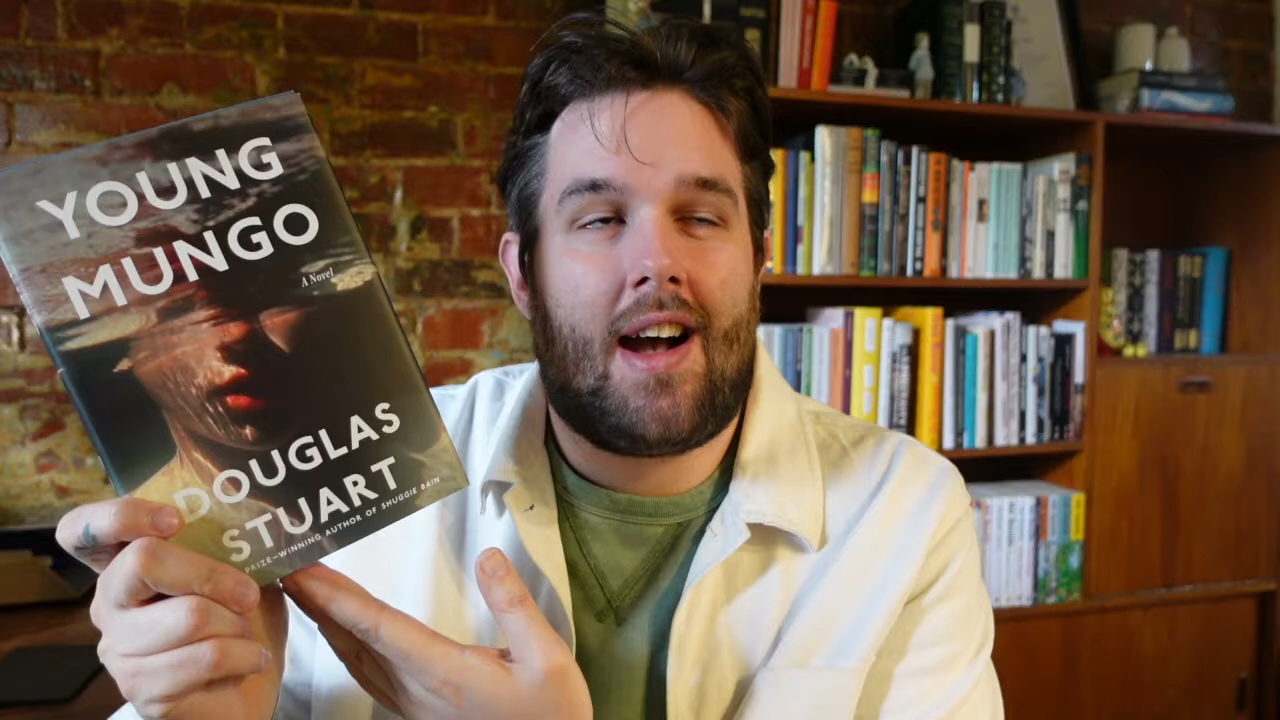 YOUNG
MUNGO
A Novel
DOUGLAS
STUART
PRIZE-WINNING AUTHOR OF SHUGGIE BAIN